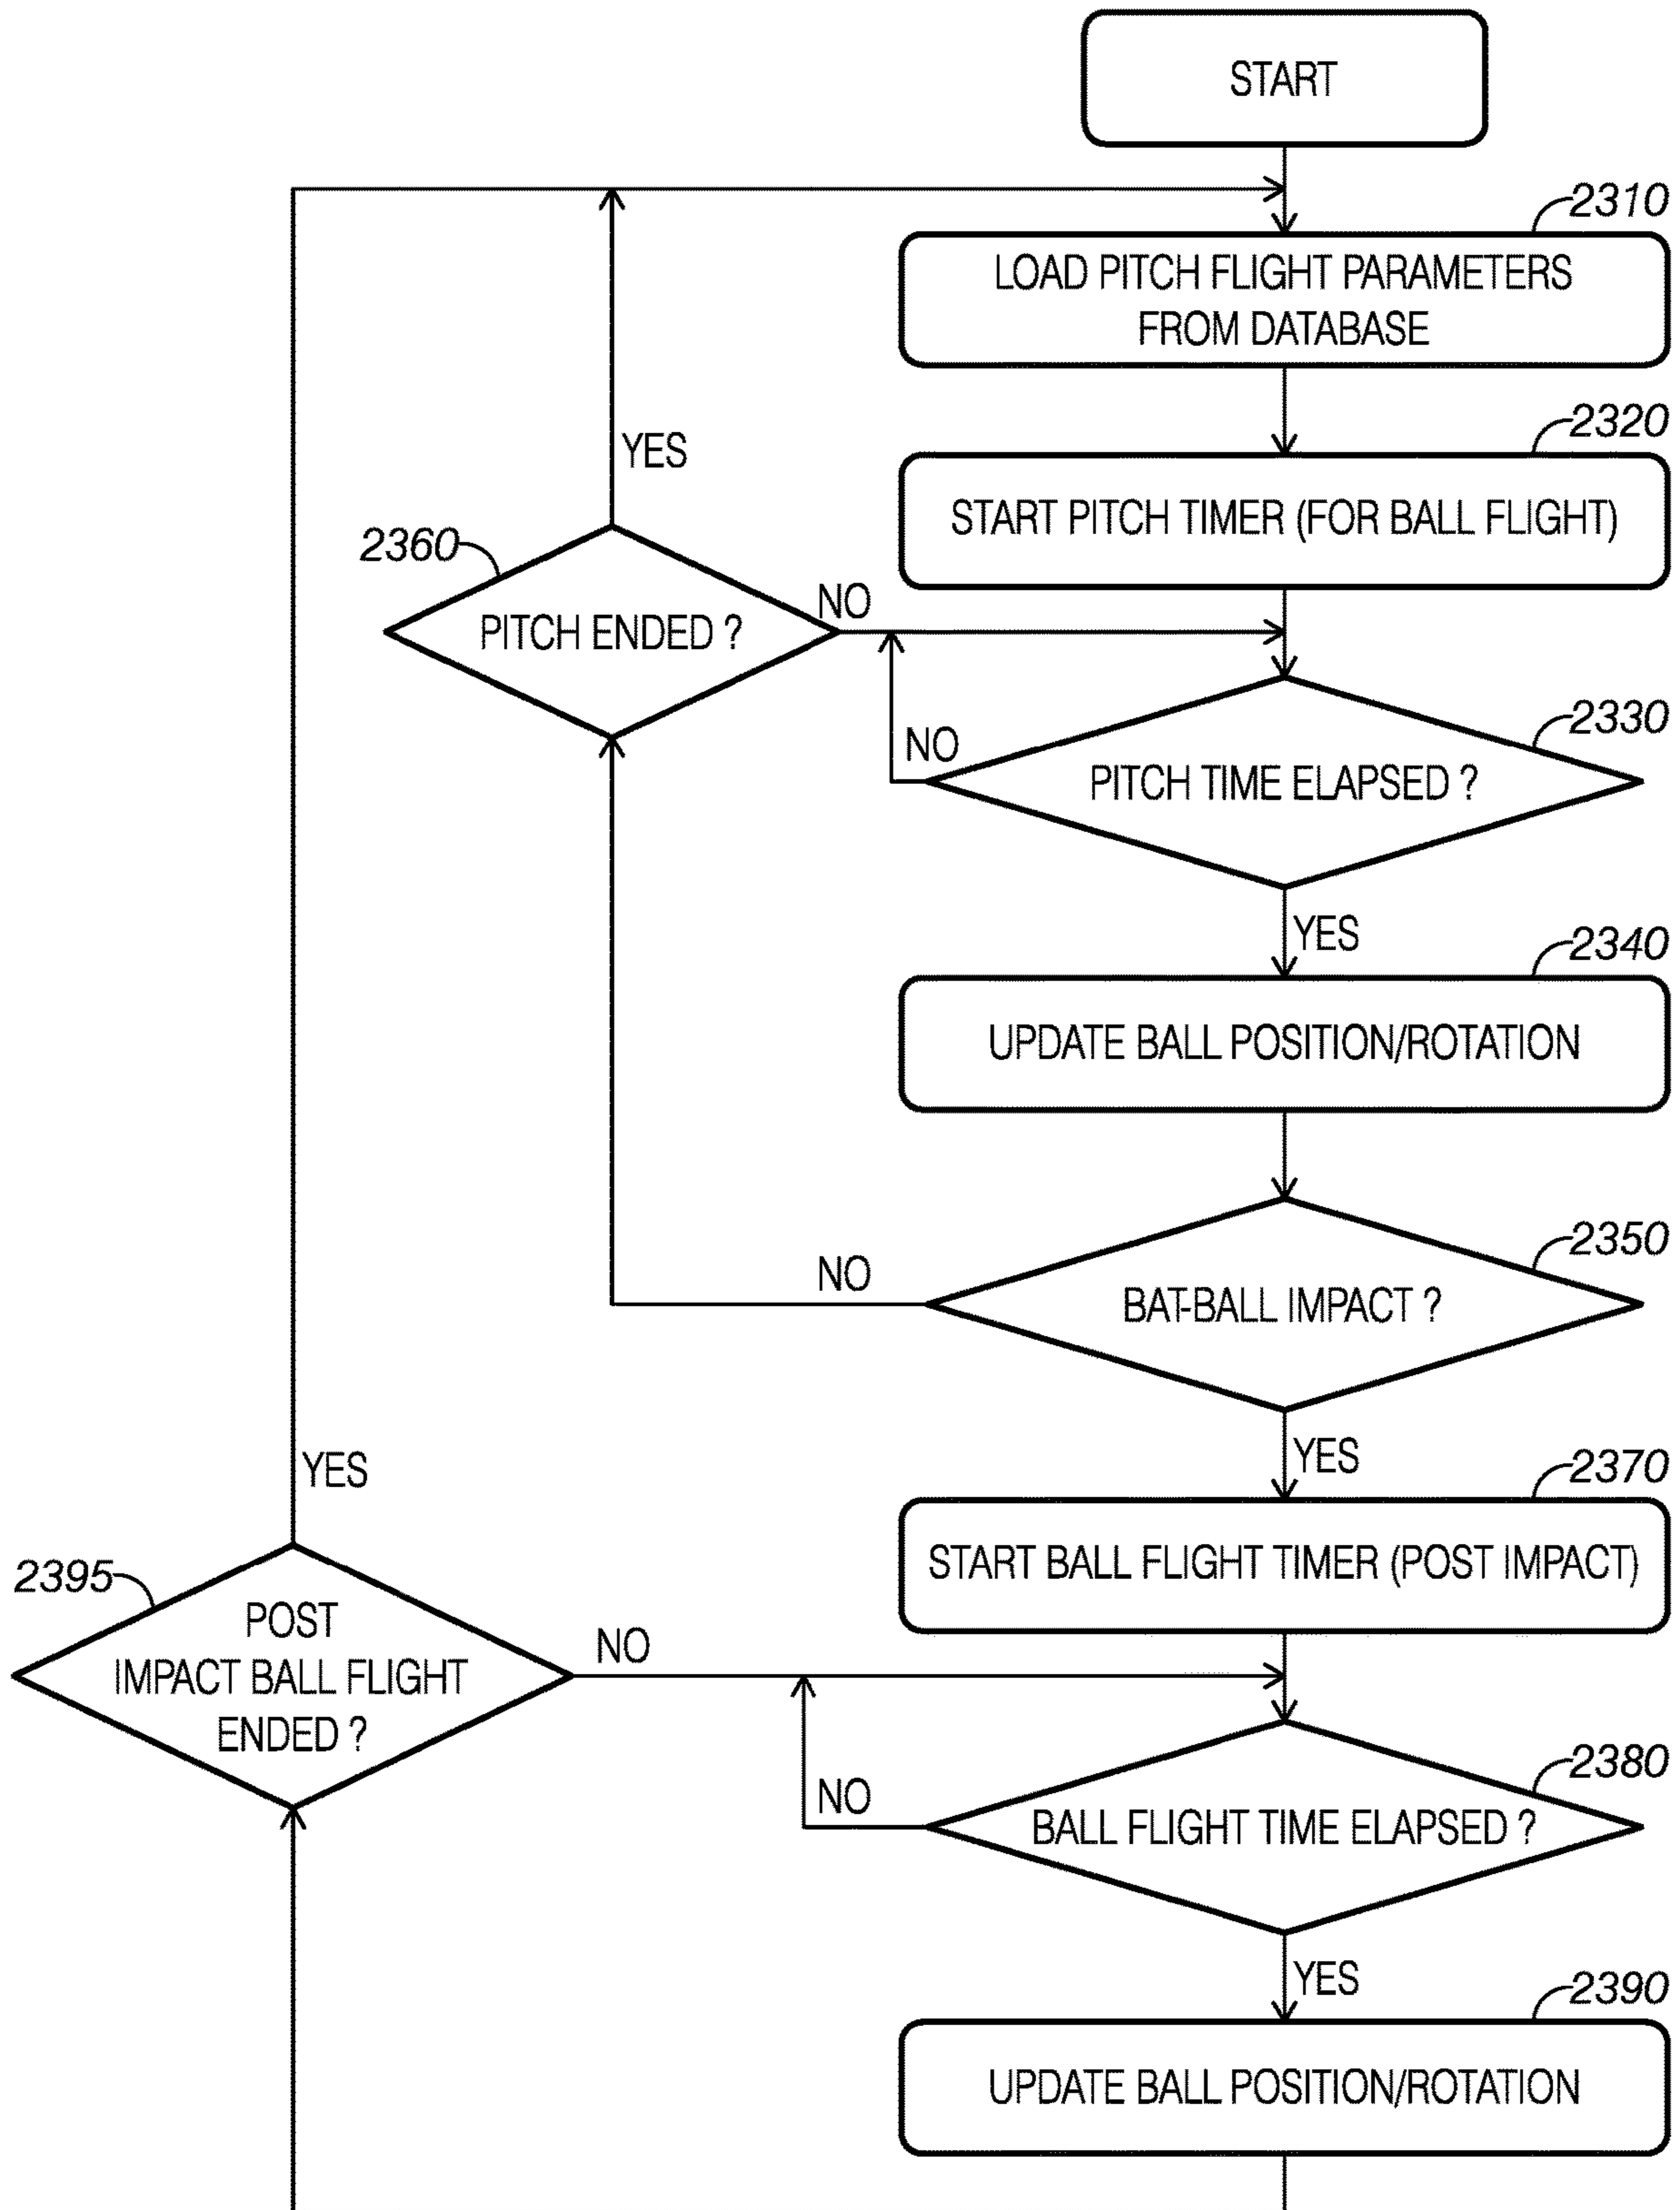 START
2310
LOAD PITCH FLIGHT PARAMETERS
FROM DATABASE
2320
START PITCH TIMER (FOR BALL FLIGHT)
YES
2360
PITCH ENDED ?
NO
2330
NO
PITCH TIME ELAPSED ?
YES
2340
UPDATE BALL POSITION/ROTATION
2350
NO
BAT-BALL IMPACT ?
YES
YES
2370
START BALL FLIGHT TIMER (POST IMPACT)
2395
POST
IMPACT BALL FLIGHT
ENDED ?
NO
2380
NO
BALL FLIGHT TIME ELAPSED ?
YES
2390
UPDATE BALL POSITION/ROTATION